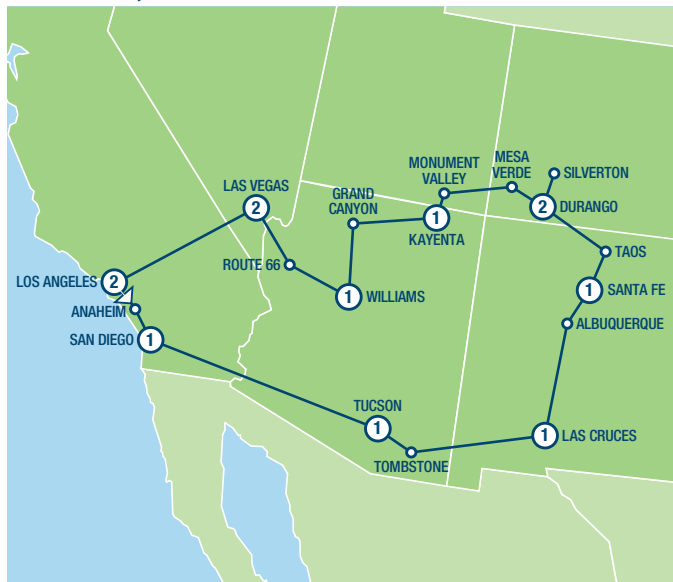 MONUMENT
VALLEY
MESA
VERDE
SILVERTON
LAS VEGAS
2
GRAND
CANYON
1
KAYENTA
2
DURANGO
TAOS
ROUTE 66
LOS ANGELES
2
1
WILLIAMS
1
SANTA FE
ANAHEIM
ALBUQUERQUE
SAN DIEGO
1
TUCSON
1
1
LAS CRUCES
TOMBSTONE